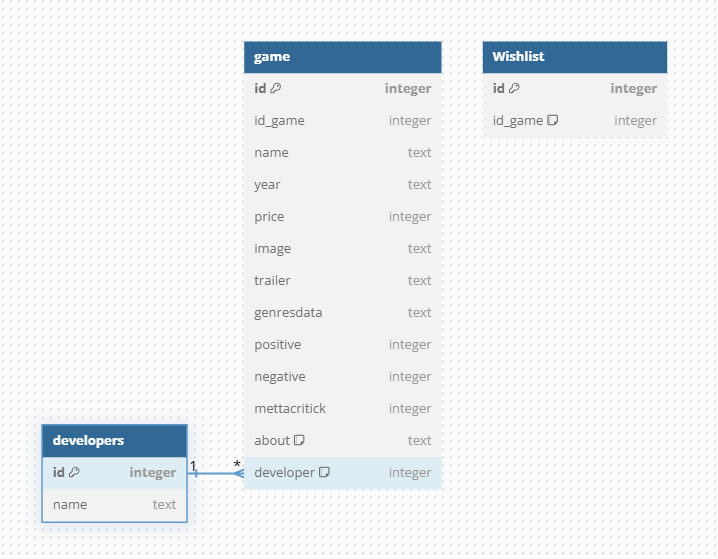 game
id integer
id_game integer
name text
year text
price integer
image text
trailer text
genresdata text
positive integer
negative integer
mettacritick integer
about text
developer integer
Wishlist
id integer
id_game integer
developers
id integer
name text
1 *